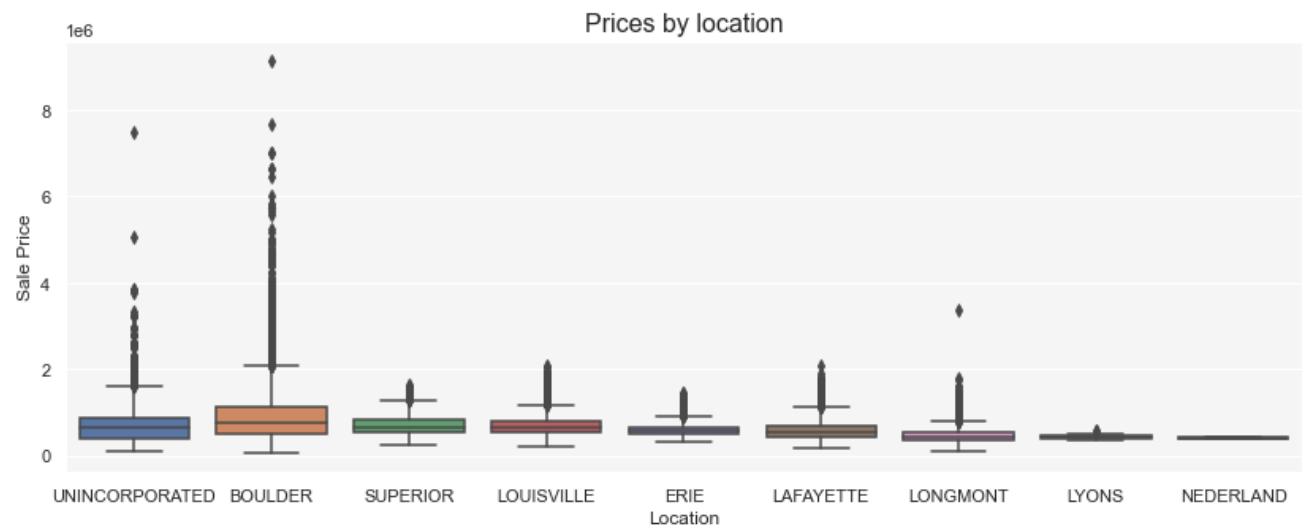 Prices by location
1e6
8
6
4
2
0
Sale Price
UNINCORPORATED BOULDER SUPERIOR LOUISVILLE ERIE LAFAYETTE LONGMONT LYONS NEDERLAND
Location